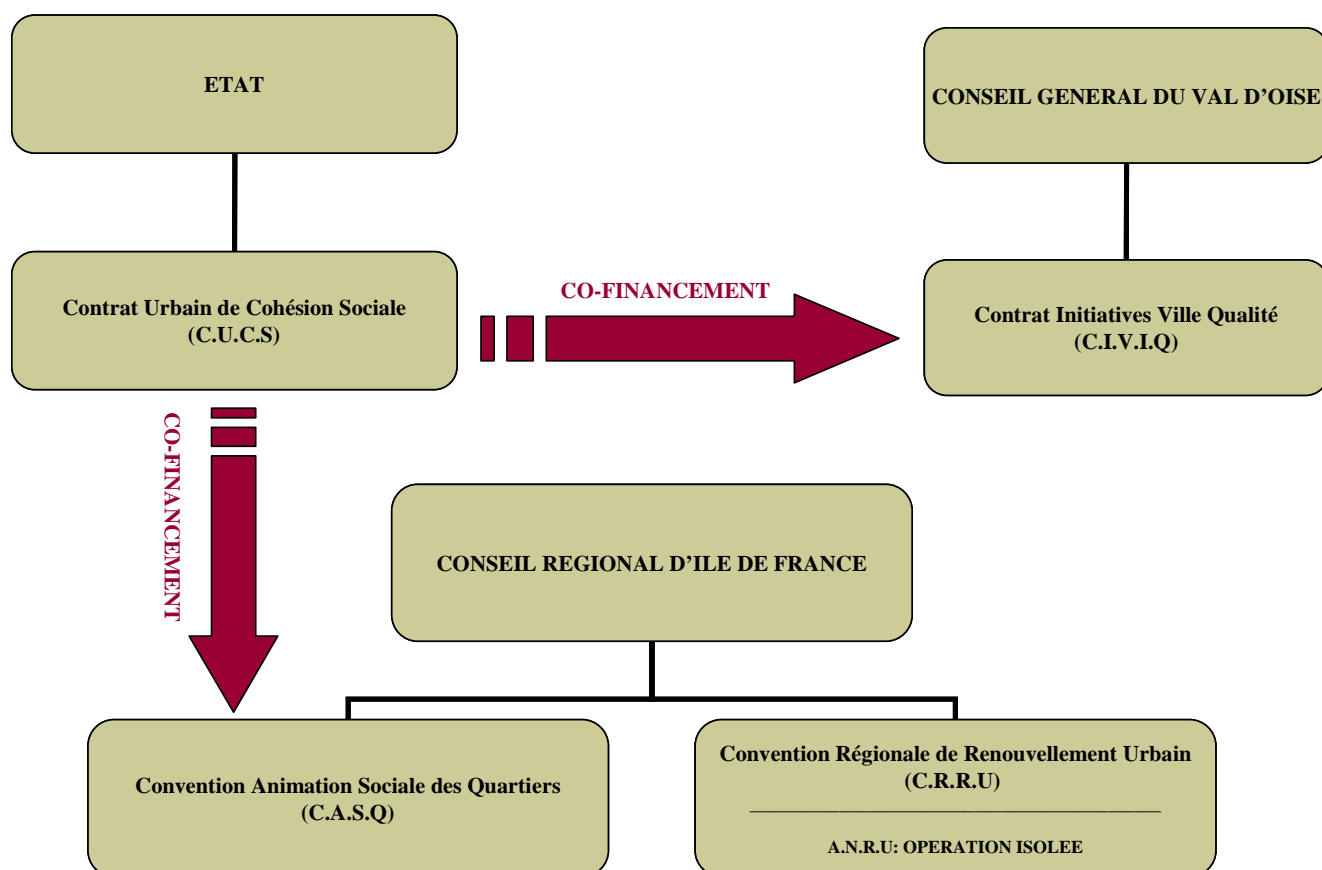 ETAT
CONSEIL GENERAL DU VAL D’OISE
Contrat Urbain de Cohésion Sociale
(C.U.C.S)
CO-FINANCEMENT
Contrat Initiatives Ville Qualité
(C.I.V.I.Q)
CO-FINANCEMENT
CONSEIL REGIONAL D’ILE DE FRANCE
Convention Animation Sociale des Quartiers
(C.A.S.Q)
Convention Régionale de Renouvellement Urbain
(C.R.R.U)
A.N.R.U: OPERATION ISOLEE